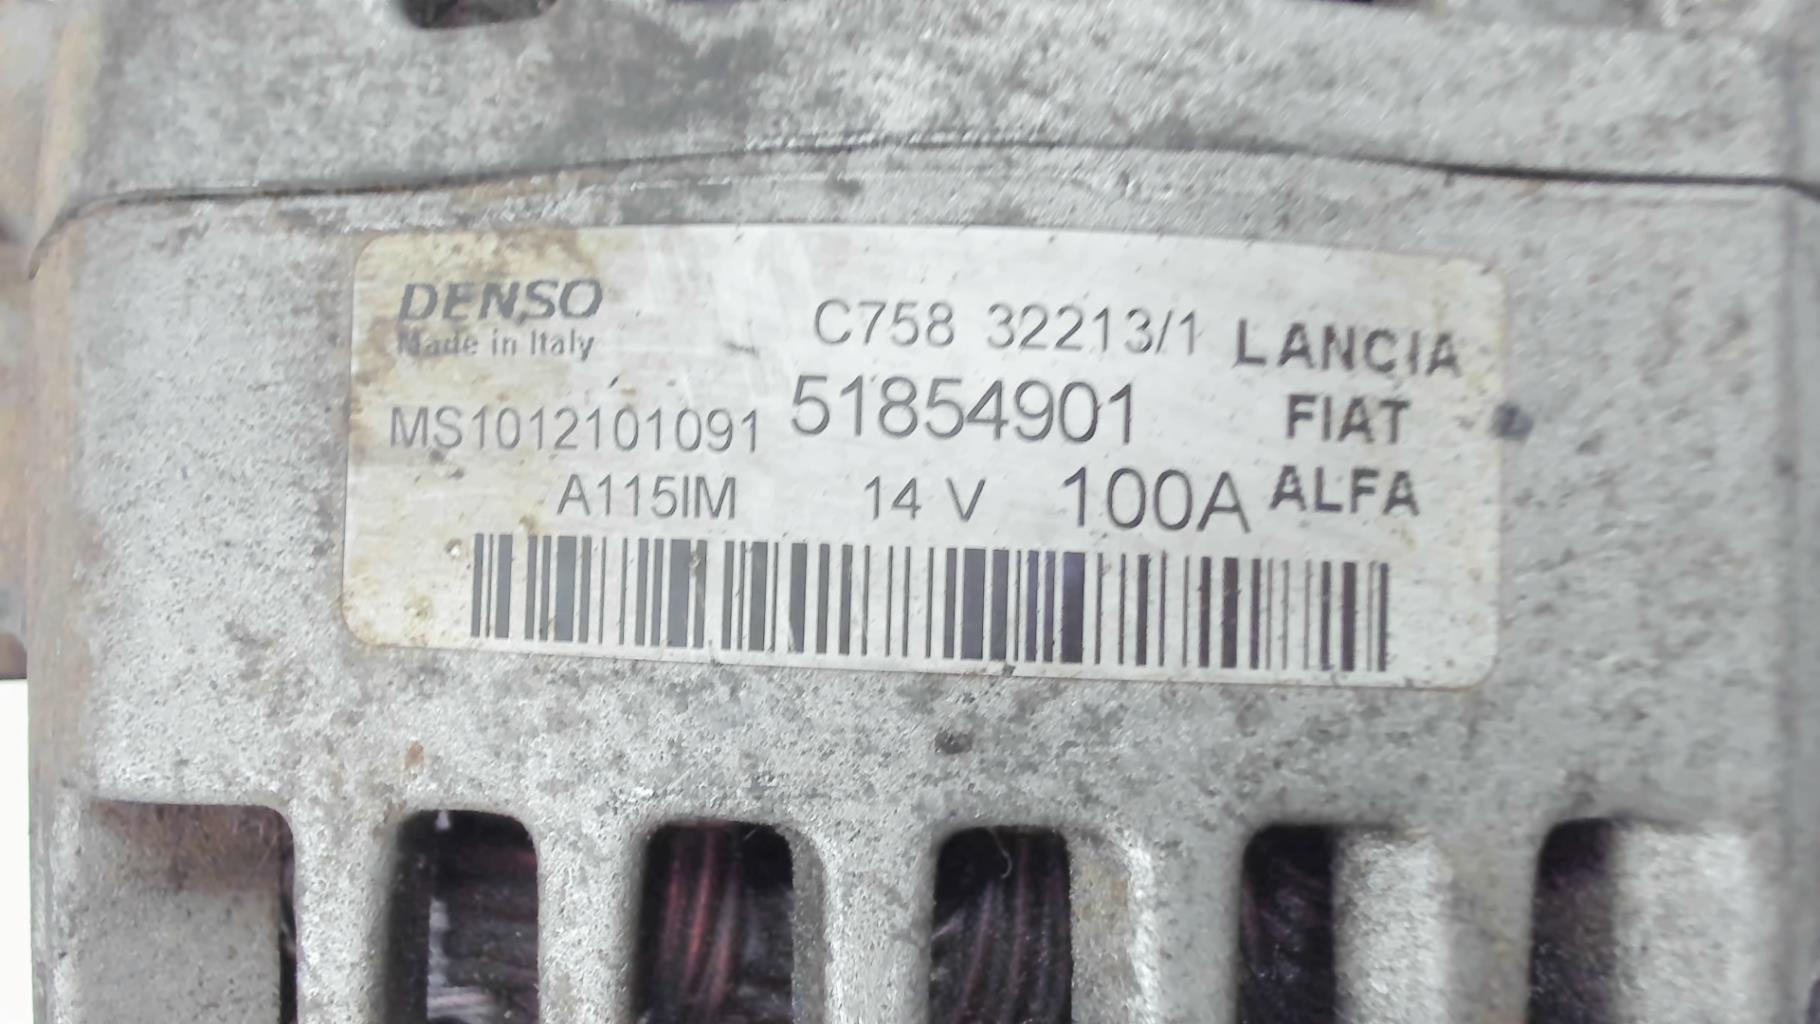 DENSO
Made in Italy
C758 32213/1 LANCIA
MS1012101091 51854901 FIAT
A115IM 14 V 100A ALFA